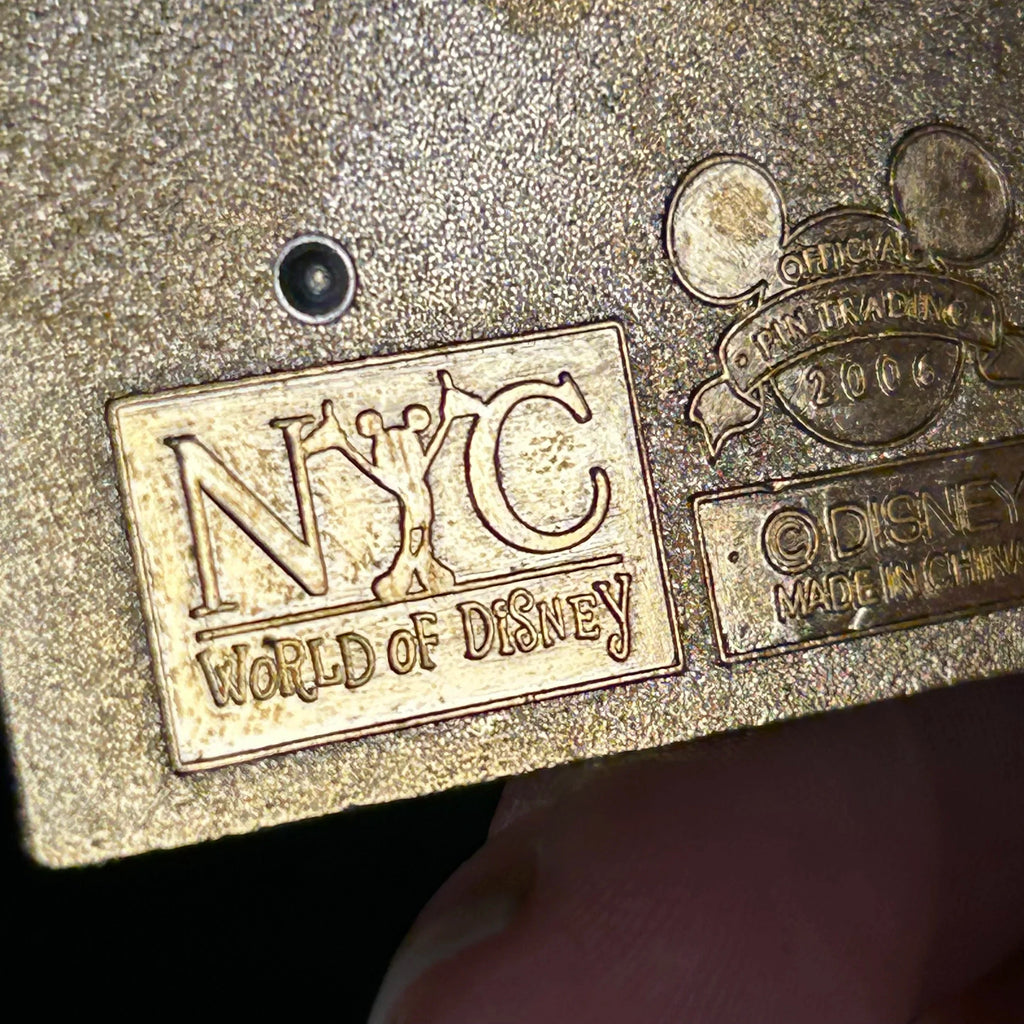 NYC
WORLD OF DiSNEY
OFFICIAL
PIN TRADING
2006
© DISNEY
MADE IN CHINA